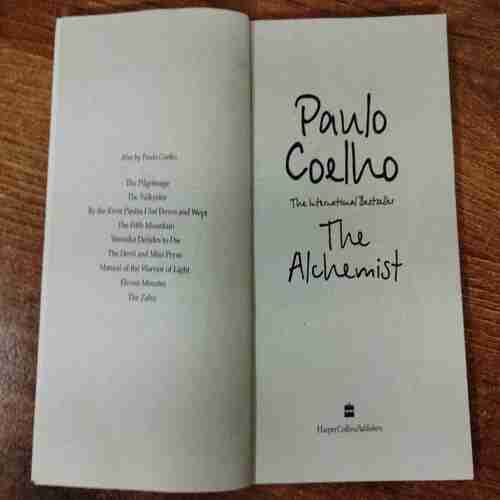 Also by Paulo Coelho
The Pilgrimage
The Valkyries
By the River Piedra I Sat Down and Wept
The Fifth Mountain
Veronika Decides to Die
The Devil and Miss Prym
Manual of the Warrior of Light
Eleven Minutes
The Zahir
Paulo
Coelho
The International Bestseller
The
Alchemist
HarperCollinsPublishers